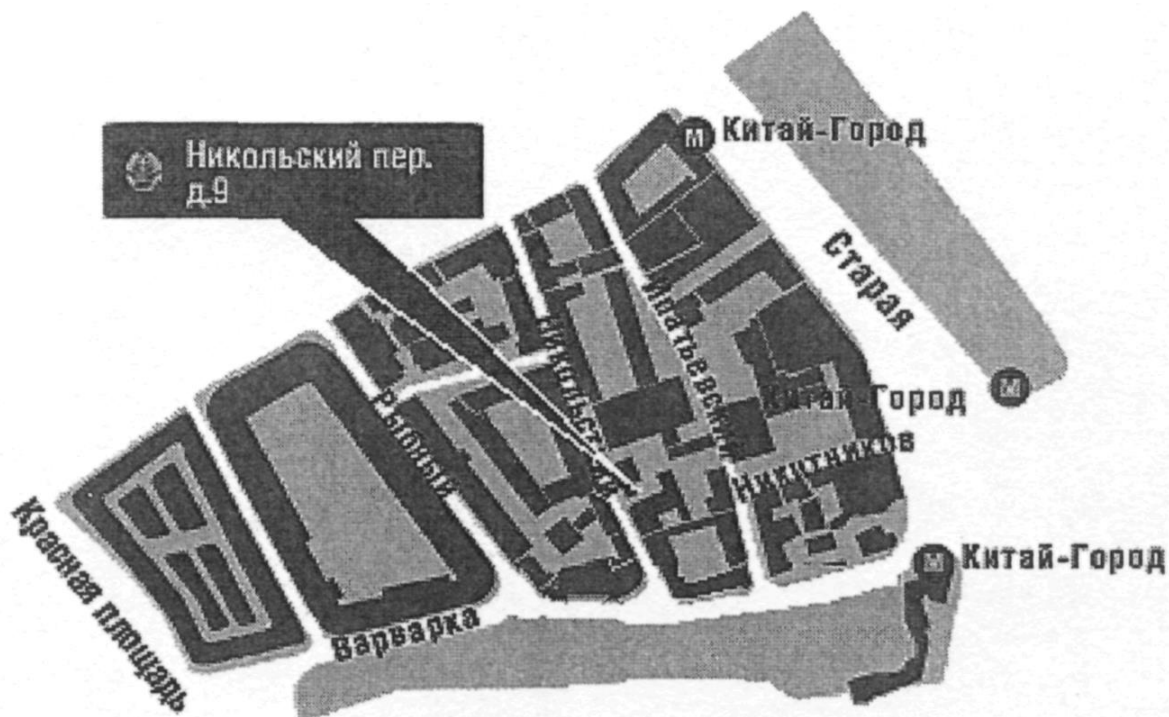 М Китай-Город
Никольский пер.
д.9
Старая
Ипатьевский
Никольский
Китай-Город М
Рыбный
Никитников
Красная площадь
М Китай-Город
Варварка